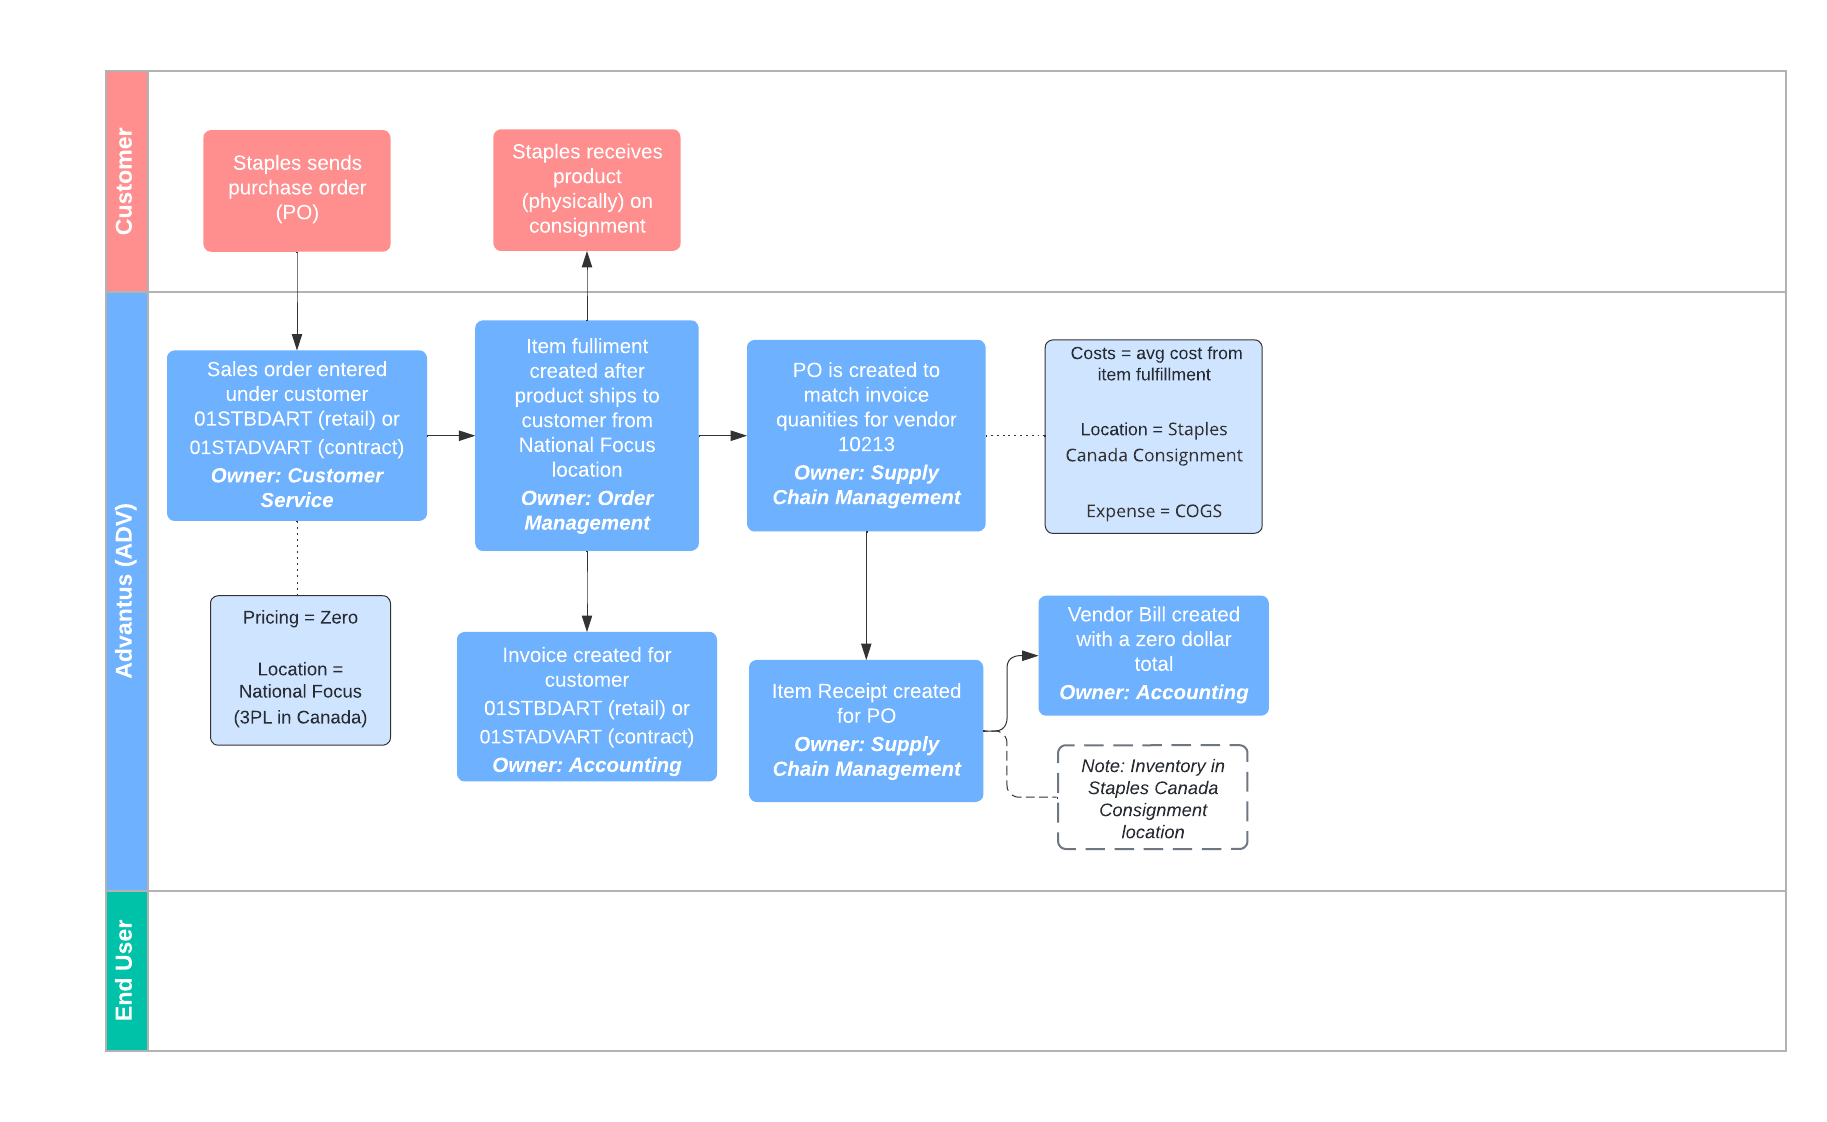 Customer
Staples sends
purchase order
(PO)
Staples receives
product
(physically) on
consignment
Advantus (ADV)
Sales order entered
under customer
01STBDART (retail) or
01STADVART (contract)
Owner: Customer
Service
Item fulliment
created after
product ships to
customer from
National Focus
location
Owner: Order
Management
PO is created to
match invoice
quanities for vendor
10213
Owner: Supply
Chain Management
Costs = avg cost from
item fulfillment
Location = Staples
Canada Consignment
Expense = COGS
Pricing = Zero
Location =
National Focus
(3PL in Canada)
Invoice created for
customer
01STBDART (retail) or
01STADVART (contract)
Owner: Accounting
Item Receipt created
for PO
Owner: Supply
Chain Management
Vendor Bill created
with a zero dollar
total
Owner: Accounting
Note: Inventory in
Staples Canada
Consignment
location
End User